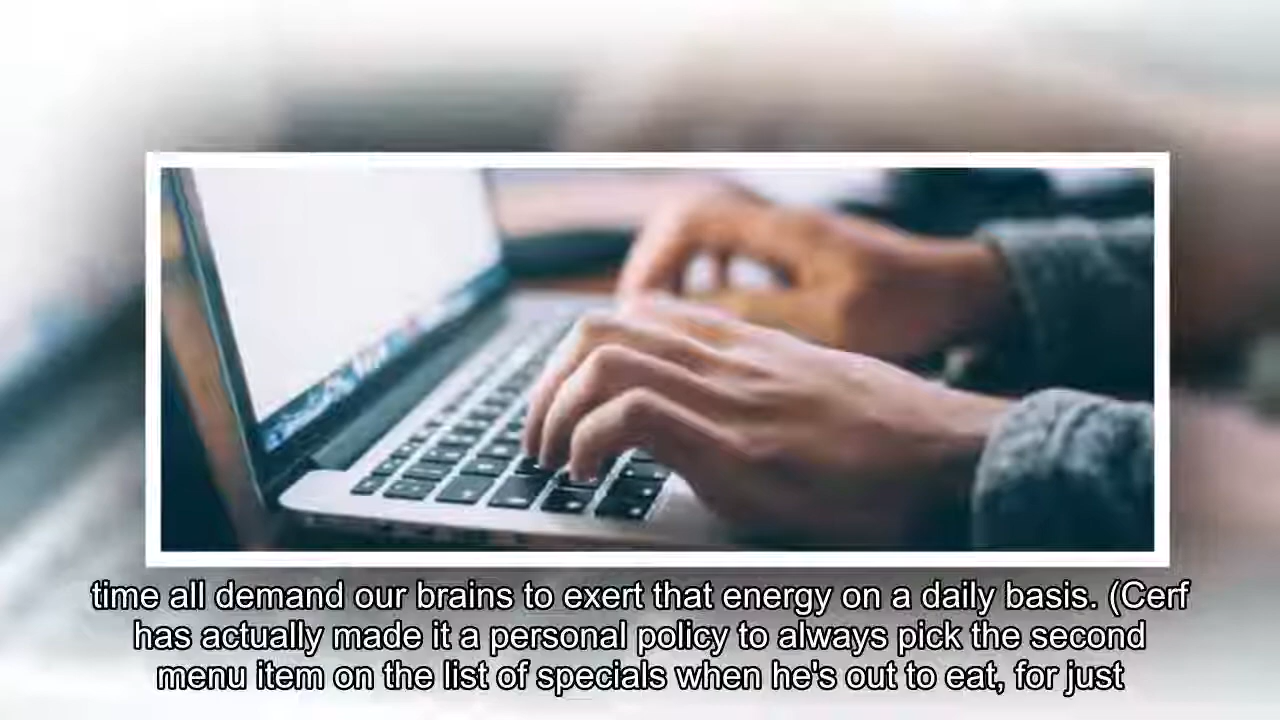 time all demand our brains to exert that energy on a daily basis. (Cerf
has actually made it a personal policy to always pick the second
menu item on the list of specials when he's out to eat, for just